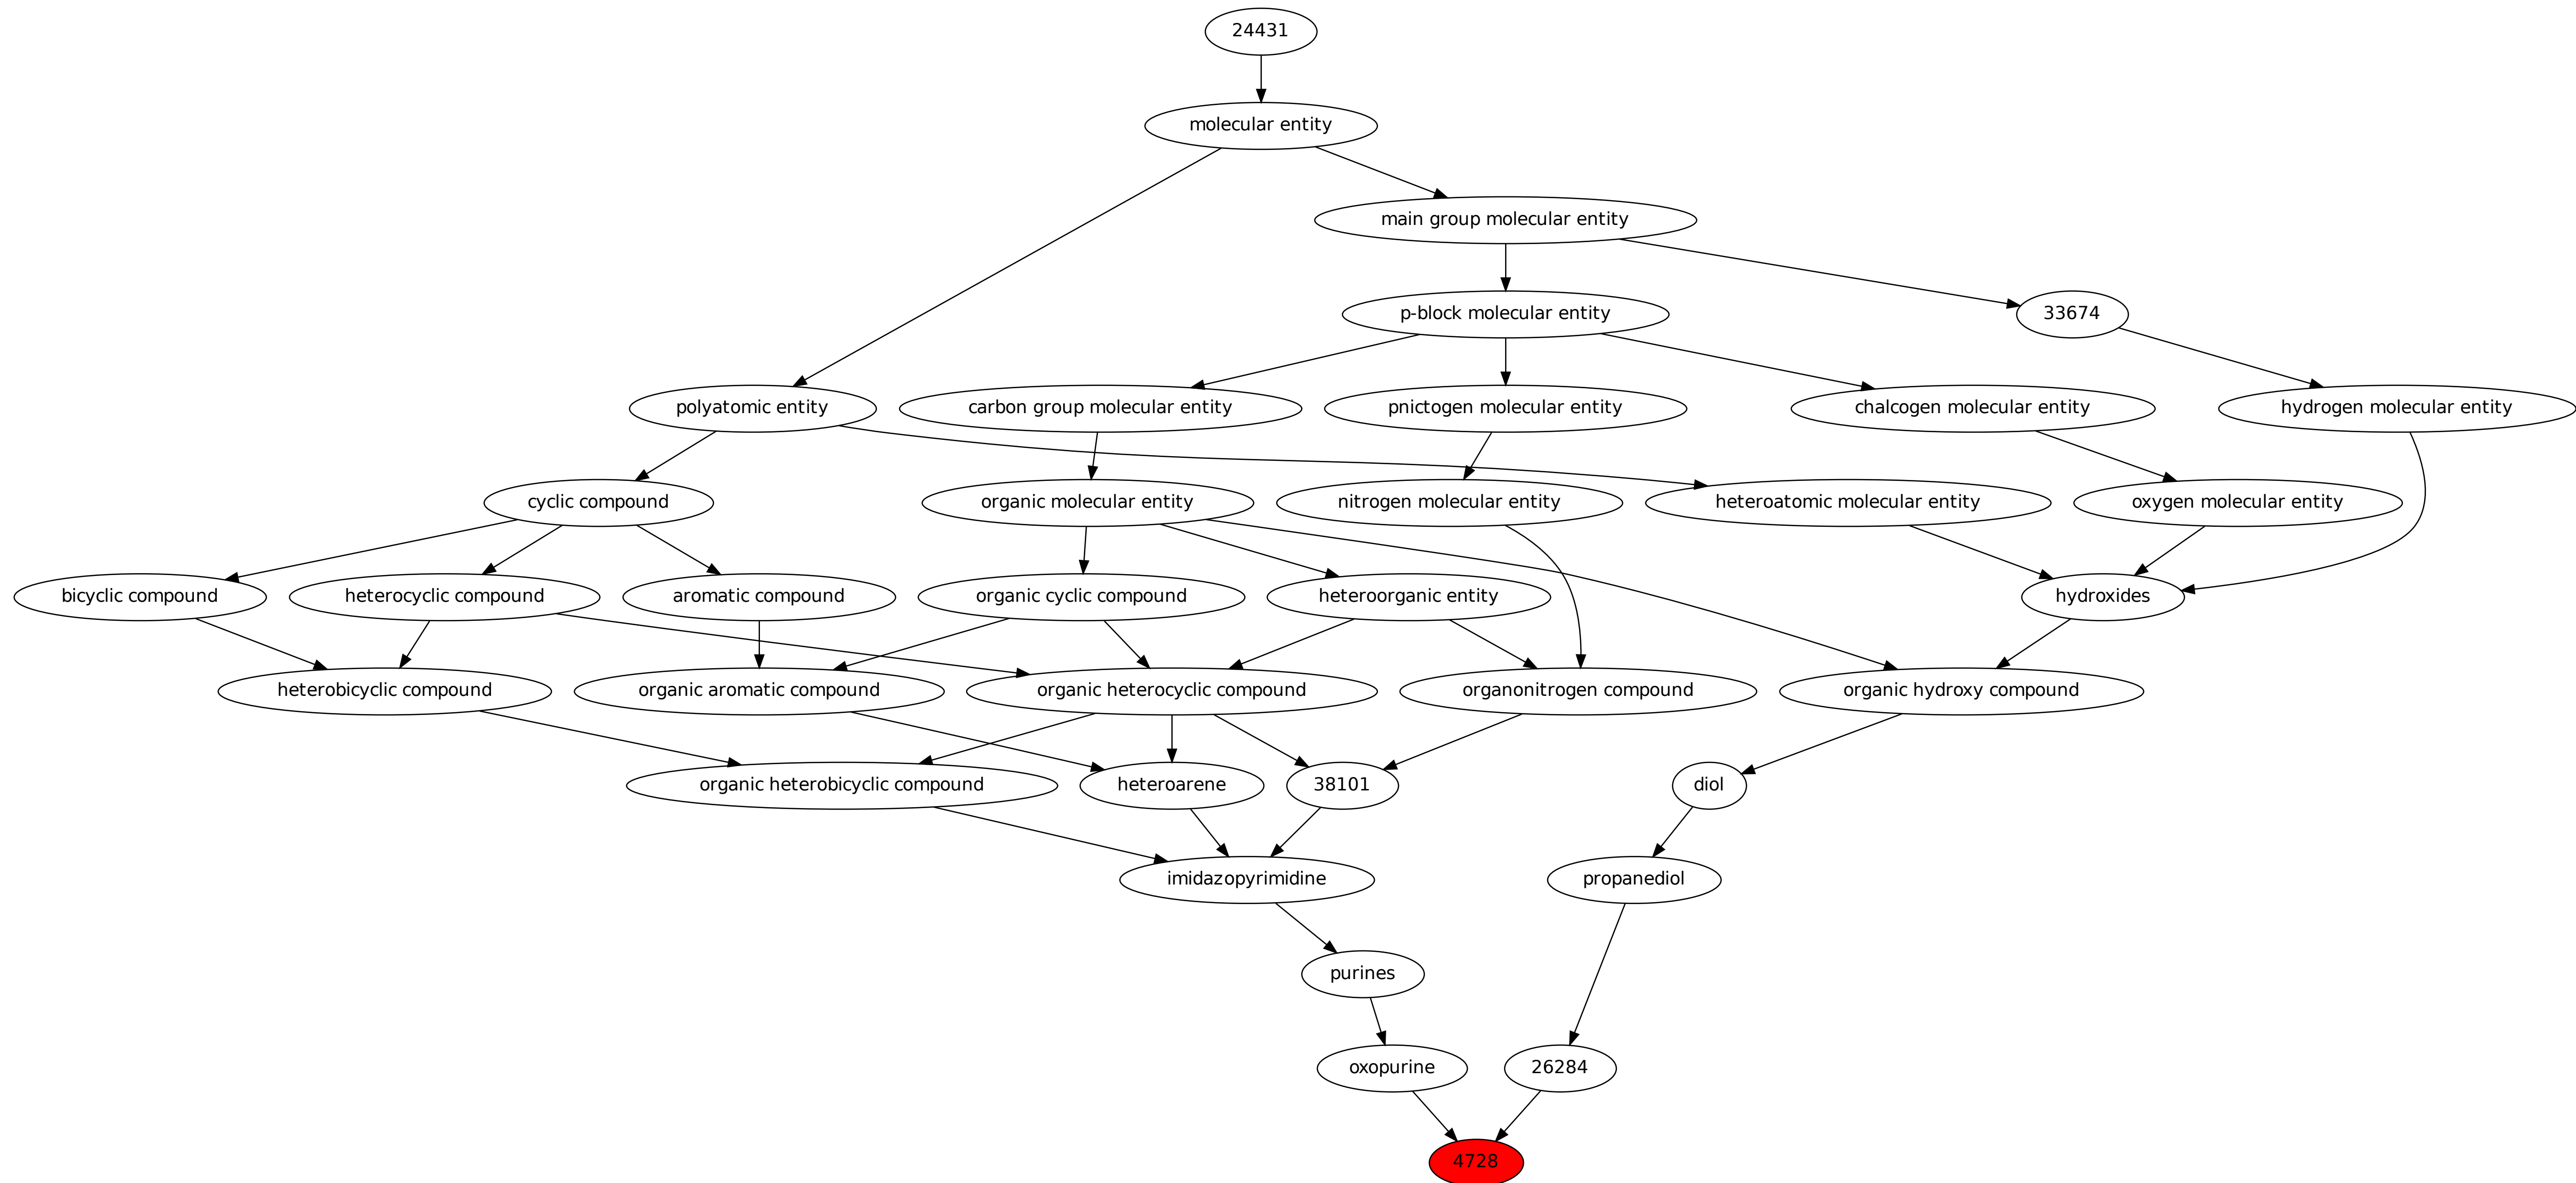 24431
molecular entity
main group molecular entity
p-block molecular entity
33674
polyatomic entity
carbon group molecular entity
pnictogen molecular entity
chalcogen molecular entity
hydrogen molecular entity
cyclic compound
organic molecular entity
nitrogen molecular entity
heteroatomic molecular entity
oxygen molecular entity
bicyclic compound
heterocyclic compound
aromatic compound
organic cyclic compound
heteroorganic entity
hydroxides
heterobicyclic compound
organic aromatic compound
organic heterocyclic compound
organonitrogen compound
organic hydroxy compound
organic heterobicyclic compound
heteroarene
38101
diol
imidazopyrimidine
propanediol
purines
oxopurine
26284
4728